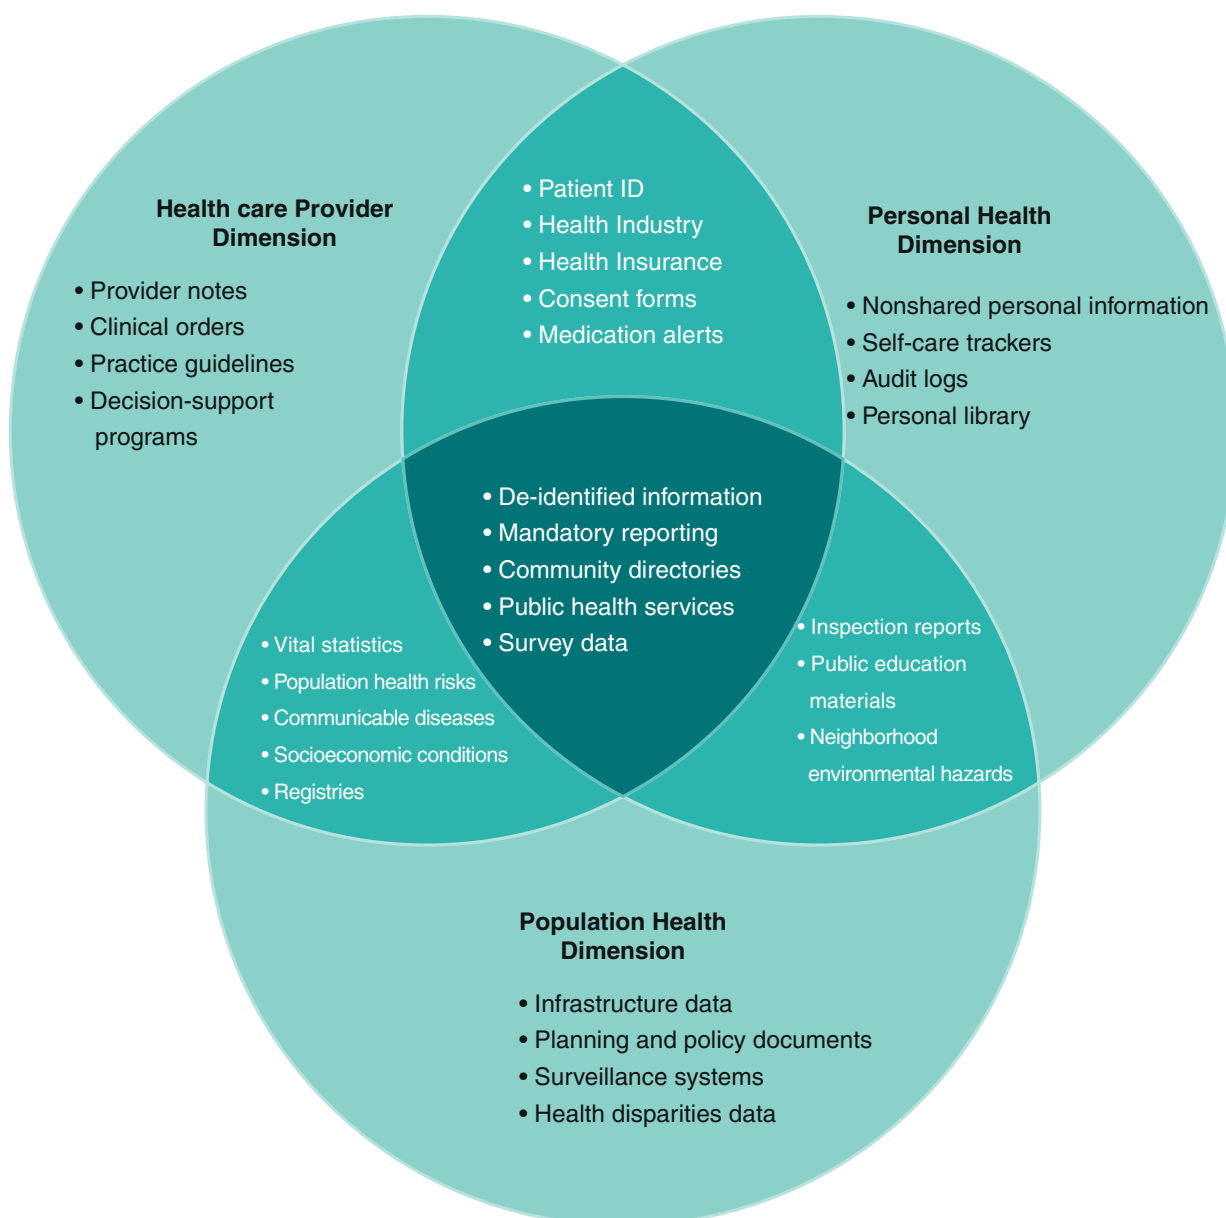 Health care Provider
Dimension
• Provider notes
• Clinical orders
• Practice guidelines
• Decision-support
programs
• Patient ID
• Health Industry
• Health Insurance
• Consent forms
• Medication alerts
Personal Health
Dimension
• Nonshared personal information
• Self-care trackers
• Audit logs
• Personal library
• De-identified information
• Mandatory reporting
• Community directories
• Public health services
• Survey data
• Vital statistics
• Population health risks
• Communicable diseases
• Socioeconomic conditions
• Registries
• Inspection reports
• Public education
materials
• Neighborhood
environmental hazards
Population Health
Dimension
• Infrastructure data
• Planning and policy documents
• Surveillance systems
• Health disparities data